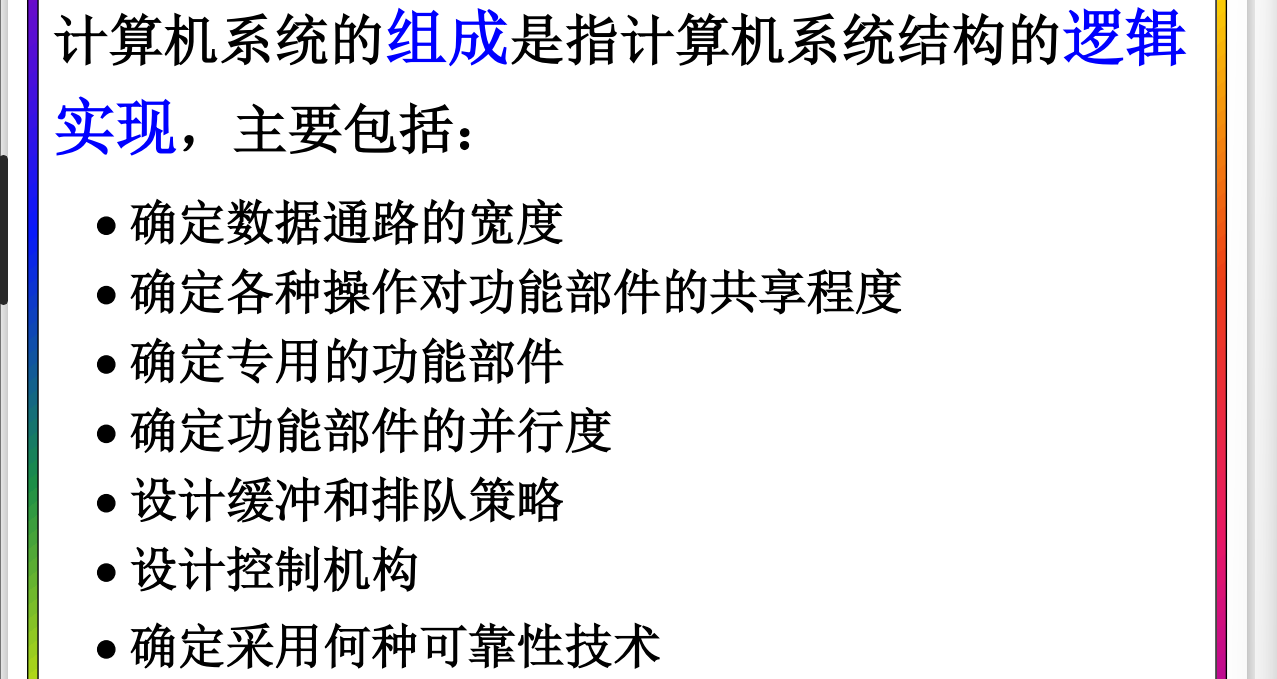 计算机系统的组成是指计算机系统结构的逻辑
实现，主要包括：
●确定数据通路的宽度
●确定各种操作对功能部件的共享程度
●确定专用的功能部件
●确定功能部件的并行度
●设计缓冲和排队策略
●设计控制机构
●确定采用何种可靠性技术